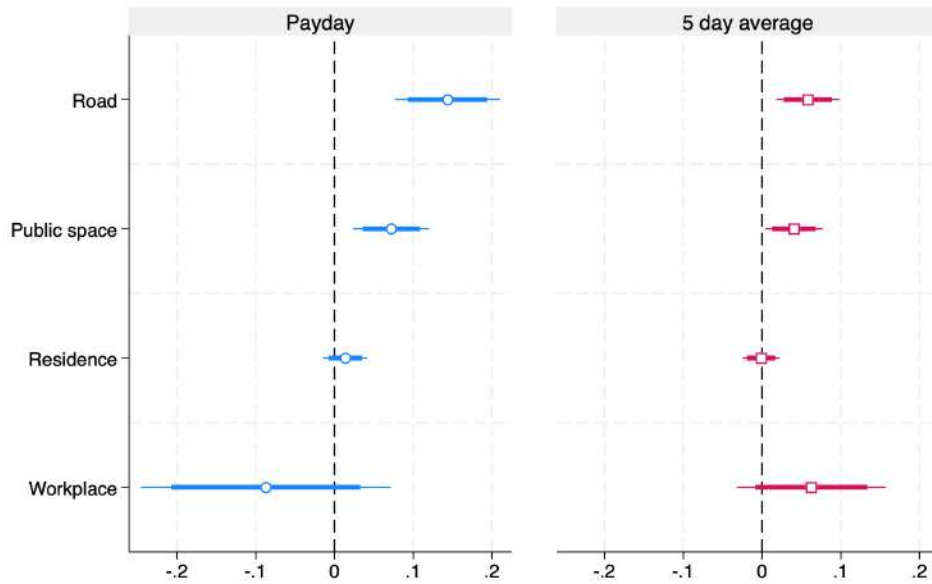 Payday
5 day average
Road
Public space
Residence
Workplace
-.2 -.1 0 .1 .2
-.2 -.1 0 .1 .2